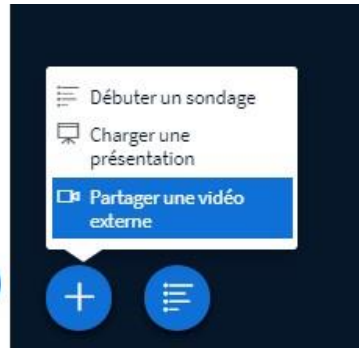 Débuter un sondage
Charger une
présentation
Partager une vidéo
externe